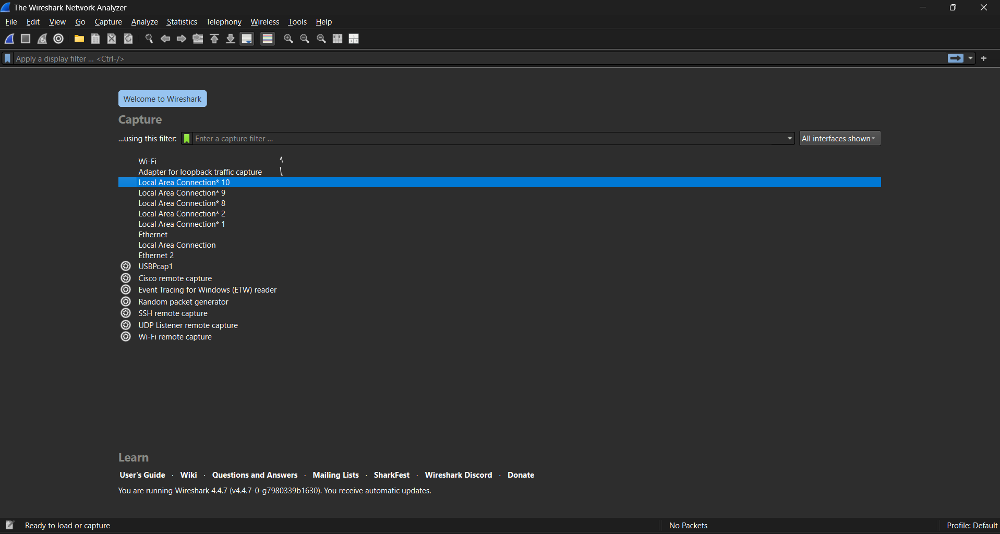 The Wireshark Network Analyzer
File Edit View Go Capture Analyze Statistics Telephony Wireless Tools Help
Apply a display filter ... <Ctrl-/>
Welcome to Wireshark
Capture
...using this filter: Enter a capture filter ... All interfaces shown
Wi-Fi
Adapter for loopback traffic capture
Local Area Connection* 10
Local Area Connection* 9
Local Area Connection* 8
Local Area Connection* 2
Local Area Connection* 1
Ethernet
Local Area Connection
Ethernet 2
USBPcap1
Cisco remote capture
Event Tracing for Windows (ETW) reader
Random packet generator
SSH remote capture
UDP Listener remote capture
Wi-Fi remote capture
Learn
User's Guide · Wiki · Questions and Answers · Mailing Lists · SharkFest · Wireshark Discord · Donate
You are running Wireshark 4.4.7 (v4.4.7-0-g7980339b1630). You receive automatic updates.
Ready to load or capture No Packets Profile: Default